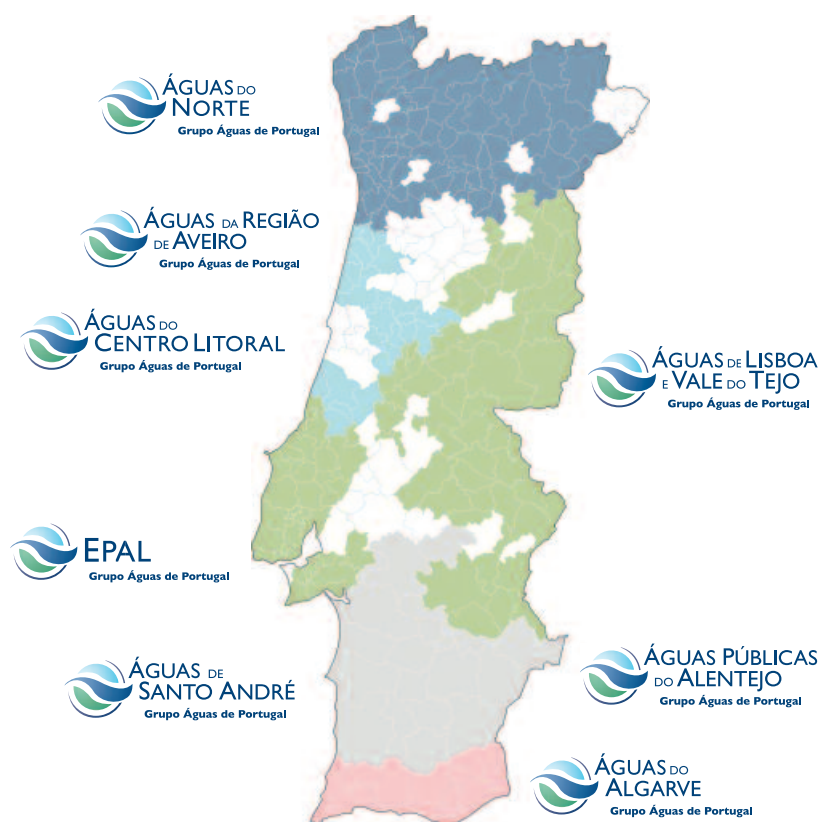 ÁGUAS DO
NORTE
Grupo Águas de Portugal
ÁGUAS DA REGIÃO
DE AVEIRO
Grupo Águas de Portugal
ÁGUAS DO
CENTRO LITORAL
Grupo Águas de Portugal
ÁGUAS DE LISBOA
E VALE DO TEJO
Grupo Águas de Portugal
EPAL
Grupo Águas de Portugal
ÁGUAS DE
SANTO ANDRÉ
Grupo Águas de Portugal
ÁGUAS PÚBLICAS
DO ALENTEJO
Grupo Águas de Portugal
ÁGUAS DO
ALGARVE
Grupo Águas de Portugal